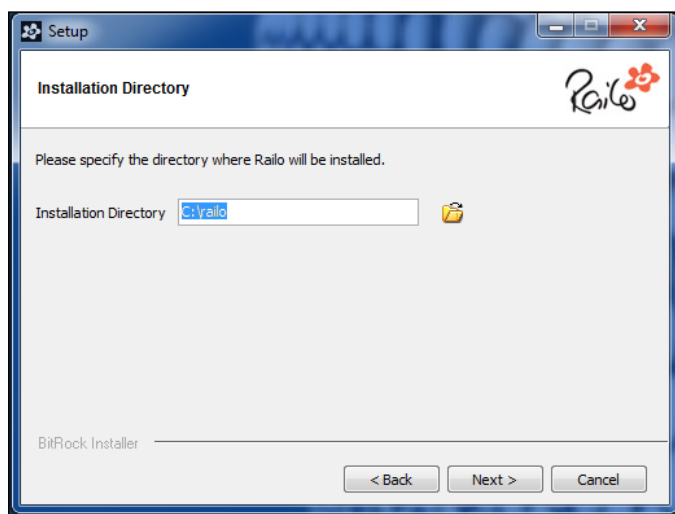 Setup
Installation Directory
Railo
Please specify the directory where Railo will be installed.
Installation Directory C:\railo
BitRock Installer
< Back Next > Cancel